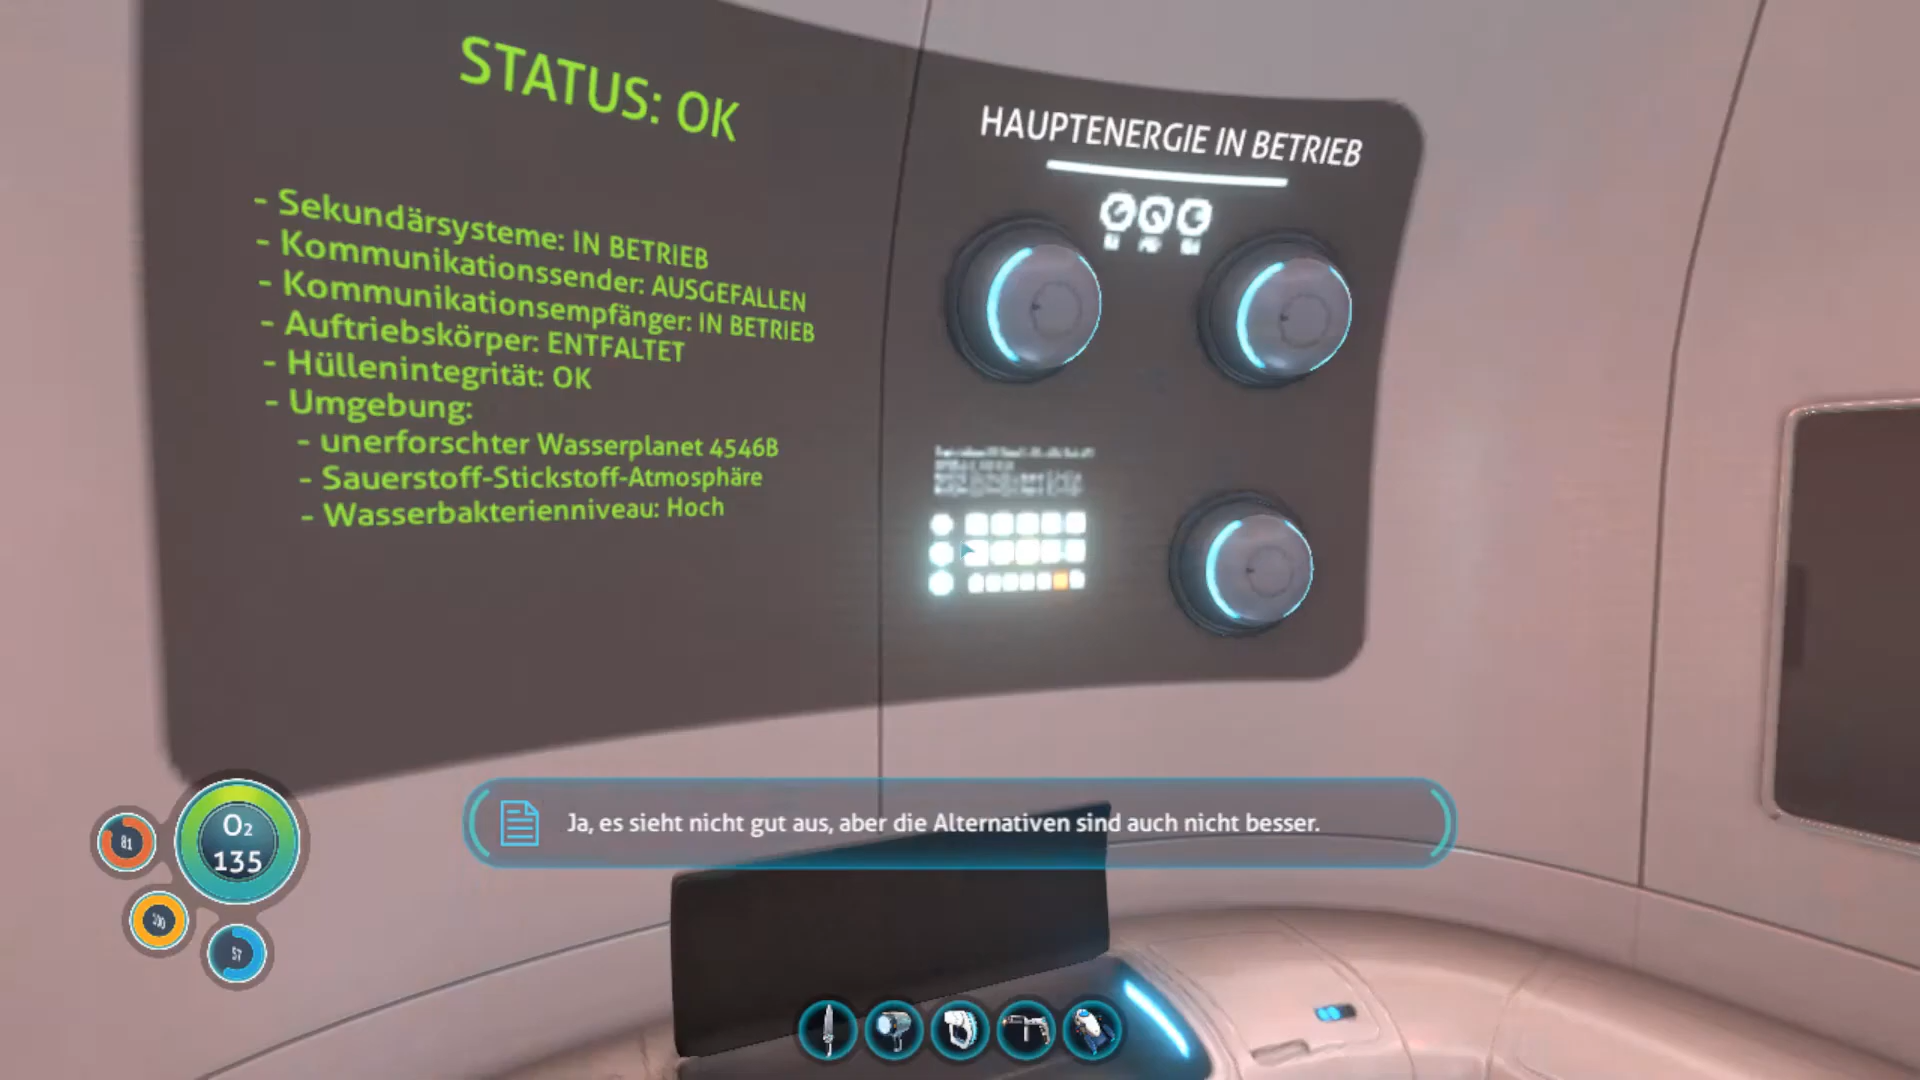 STATUS: OK
- Sekundärsysteme: IN BETRIEB
- Kommunikationssender: AUSGEFALLEN
- Kommunikationsempfänger: IN BETRIEB
- Auftriebskörper: ENTFALTET
- Hüllenintegrität: OK
- Umgebung:
- unerforschter Wasserplanet 4546B
- Sauerstoff-Stickstoff-Atmosphäre
- Wasserbakterienniveau: Hoch
HAUPTENERGIE IN BETRIEB
Ja, es sieht nicht gut aus, aber die Alternativen sind auch nicht besser.
O₂
135
81
100
57